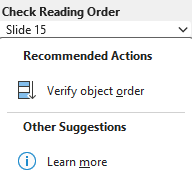 Check Reading Order
Slide 15
Recommended Actions
Verify object order
Other Suggestions
Learn more